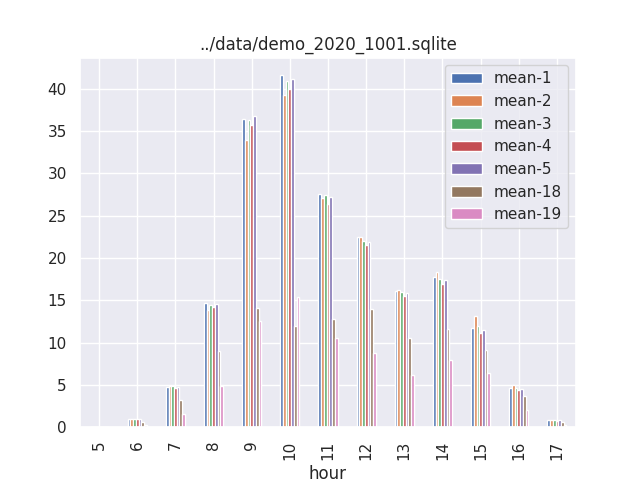 ../data/demo_2020_1001.sqlite
40
35
30
25
20
15
10
5
0
mean-1
mean-2
mean-3
mean-4
mean-5
mean-18
mean-19
5 6 7 8 9 10 11 12 13 14 15 16 17
hour